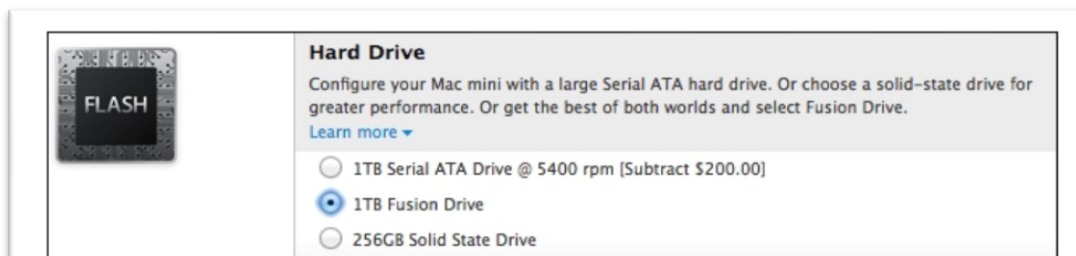 FLASH
Hard Drive
Configure your Mac mini with a large Serial ATA hard drive. Or choose a solid-state drive for
greater performance. Or get the best of both worlds and select Fusion Drive.
Learn more
1TB Serial ATA Drive @ 5400 rpm [Subtract $200.00]
1TB Fusion Drive
256GB Solid State Drive